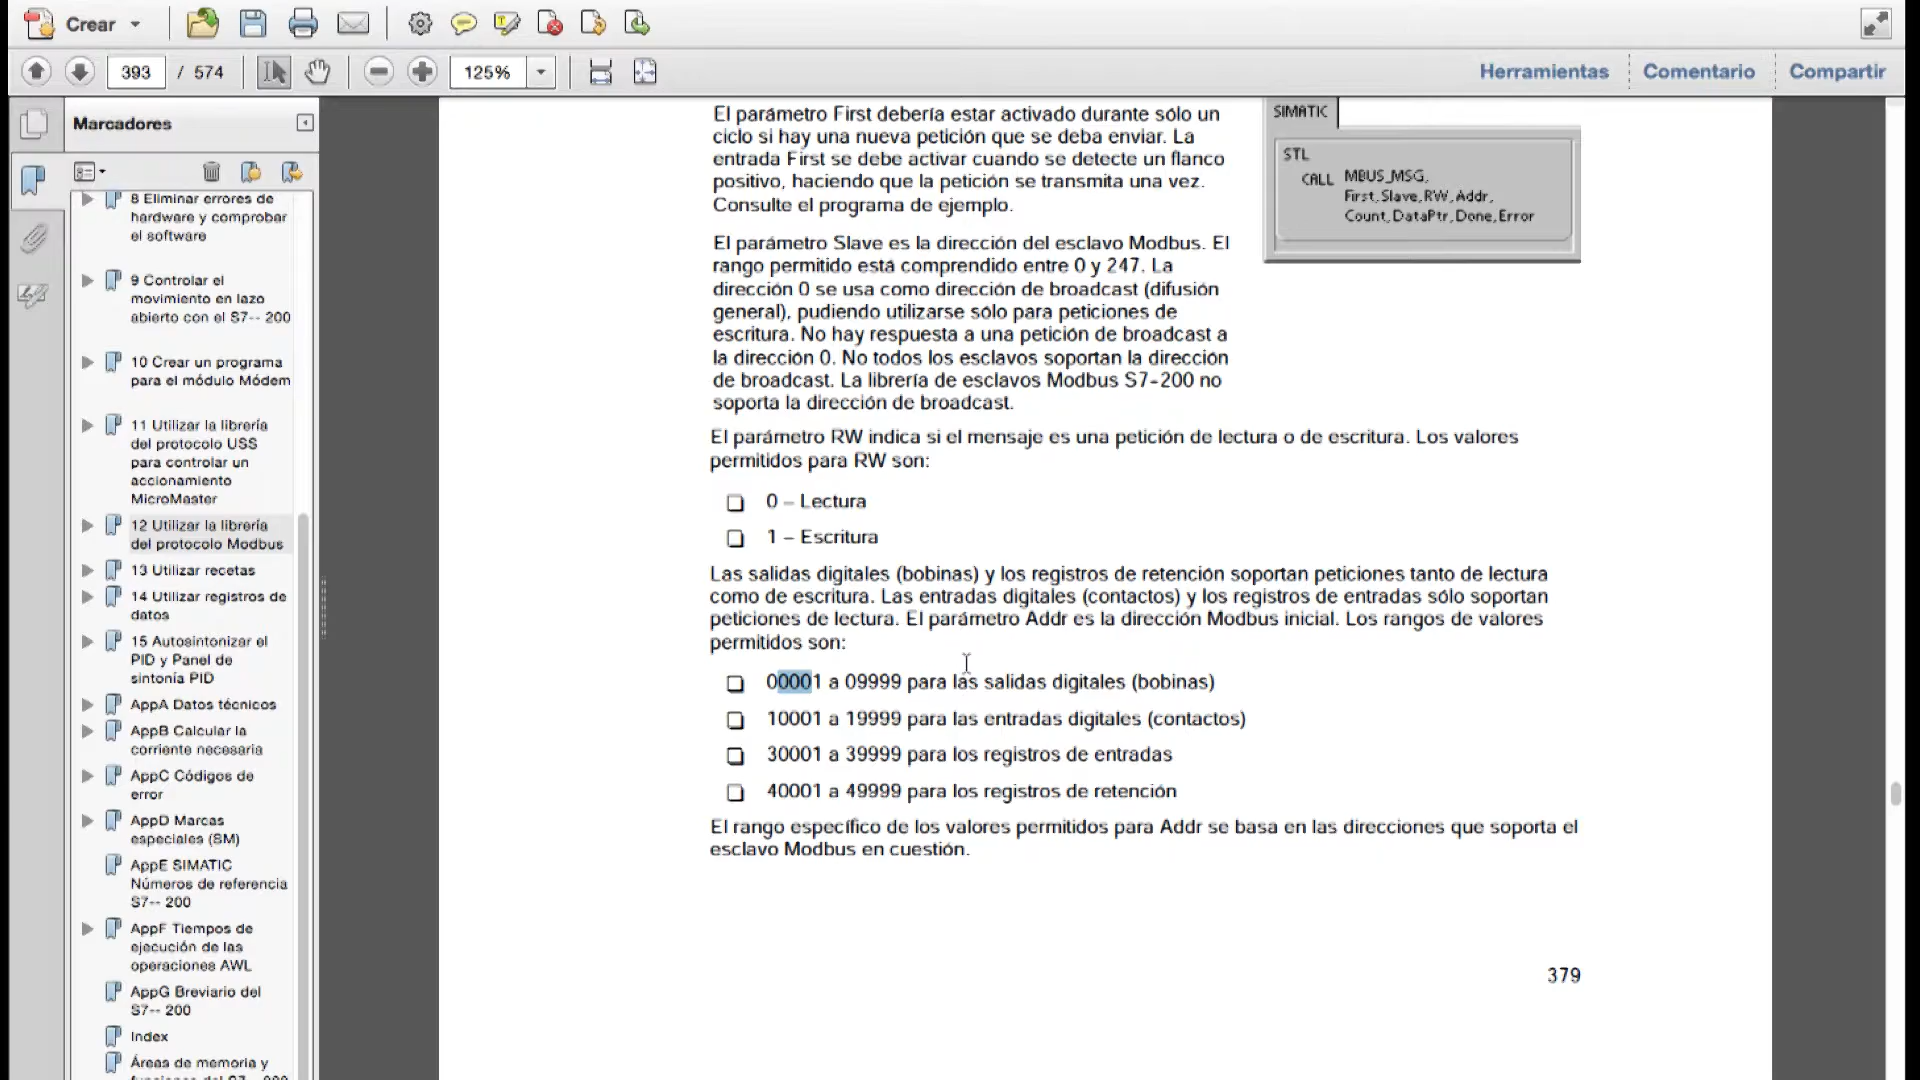 Crear
393 / 574
125%
Herramientas
Comentario
Compartir
Marcadores
8 Eliminar errores de
hardware y comprobar
el software
9 Controlar el
movimiento en lazo
abierto con el S7-- 200
10 Crear un programa
para el módulo Módem
11 Utilizar la librería
del protocolo USS
para controlar un
accionamiento
MicroMaster
12 Utilizar la librería
del protocolo Modbus
13 Utilizar recetas
14 Utilizar registros de
datos
15 Autosintonizar el
PID y Panel de
sintonía PID
AppA Datos técnicos
AppB Calcular la
corriente necesaria
AppC Códigos de
error
AppD Marcas
especiales (SM)
AppE SIMATIC
Números de referencia
S7-- 200
AppF Tiempos de
ejecución de las
operaciones AWL
AppG Breviario del
S7-- 200
Index
Áreas de memoria y
El parámetro First debería estar activado durante sólo un
ciclo si hay una nueva petición que se deba enviar. La
entrada First se debe activar cuando se detecte un flanco
positivo, haciendo que la petición se transmita una vez.
Consulte el programa de ejemplo.
El parámetro Slave es la dirección del esclavo Modbus. El
rango permitido está comprendido entre 0 y 247. La
dirección 0 se usa como dirección de broadcast (difusión
general), pudiendo utilizarse sólo para peticiones de
escritura. No hay respuesta a una petición de broadcast a
la dirección 0. No todos los esclavos soportan la dirección
de broadcast. La librería de esclavos Modbus S7-200 no
soporta la dirección de broadcast.
SIMATIC
STL
CALL MBUS_MSG,
First, Slave, RW, Addr,
Count, DataPtr, Done, Error
El parámetro RW indica si el mensaje es una petición de lectura o de escritura. Los valores
permitidos para RW son:
0 – Lectura
1 – Escritura
Las salidas digitales (bobinas) y los registros de retención soportan peticiones tanto de lectura
como de escritura. Las entradas digitales (contactos) y los registros de entradas sólo soportan
peticiones de lectura. El parámetro Addr es la dirección Modbus inicial. Los rangos de valores
permitidos son:
00001 a 09999 para las salidas digitales (bobinas)
10001 a 19999 para las entradas digitales (contactos)
30001 a 39999 para los registros de entradas
40001 a 49999 para los registros de retención
El rango específico de los valores permitidos para Addr se basa en las direcciones que soporta el
esclavo Modbus en cuestión.
379